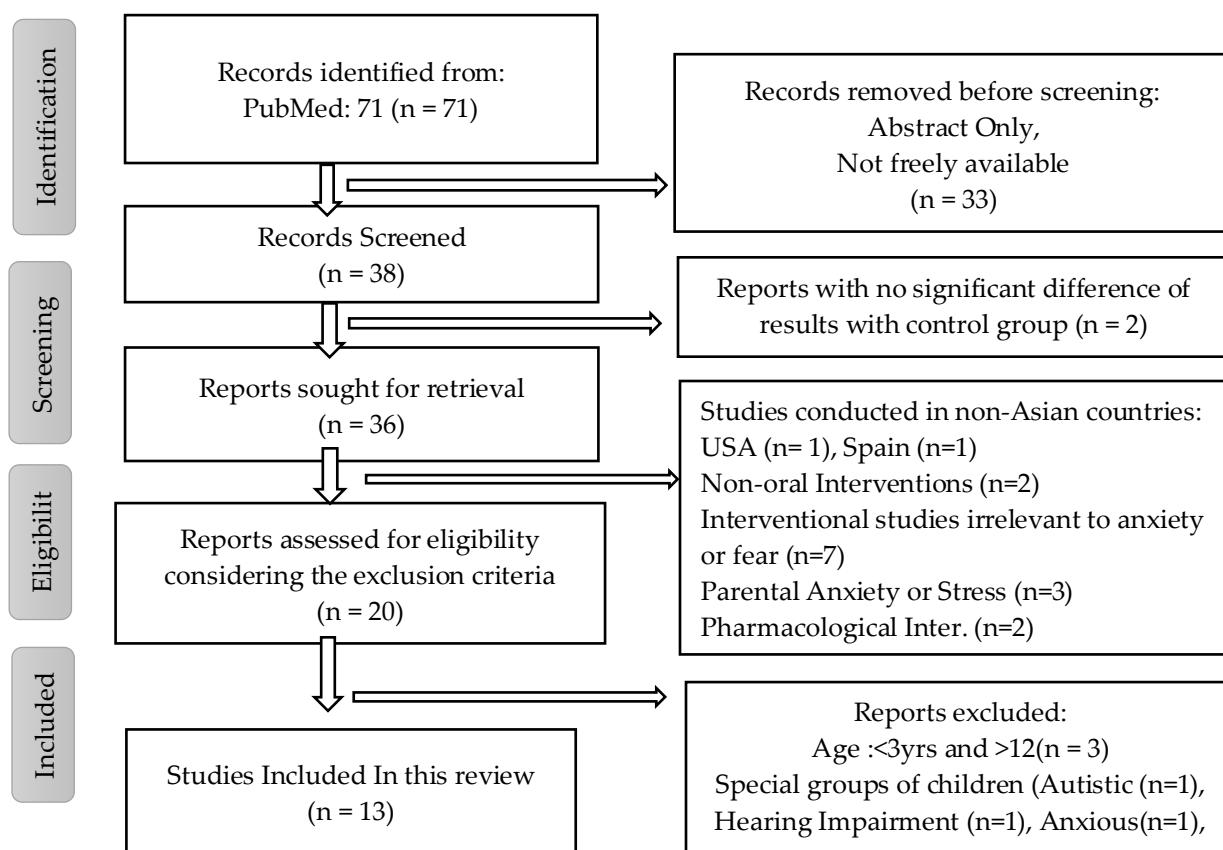 Identification
Records identified from:
PubMed: 71 (n = 71)
Records removed before screening:
Abstract Only,
Not freely available
(n = 33)
Records Screened
(n = 38)
Screening
Reports with no significant difference of
results with control group (n = 2)
Reports sought for retrieval
(n = 36)
Studies conducted in non-Asian countries:
USA (n= 1), Spain (n=1)
Non-oral Interventions (n=2)
Interventional studies irrelevant to anxiety
or fear (n=7)
Parental Anxiety or Stress (n=3)
Pharmacological Inter. (n=2)
Eligibilit
Reports assessed for eligibility
considering the exclusion criteria
(n = 20)
Included
Reports excluded:
Age :<3yrs and >12(n = 3)
Special groups of children (Autistic (n=1),
Hearing Impairment (n=1), Anxious(n=1),
Studies Included In this review
(n = 13)